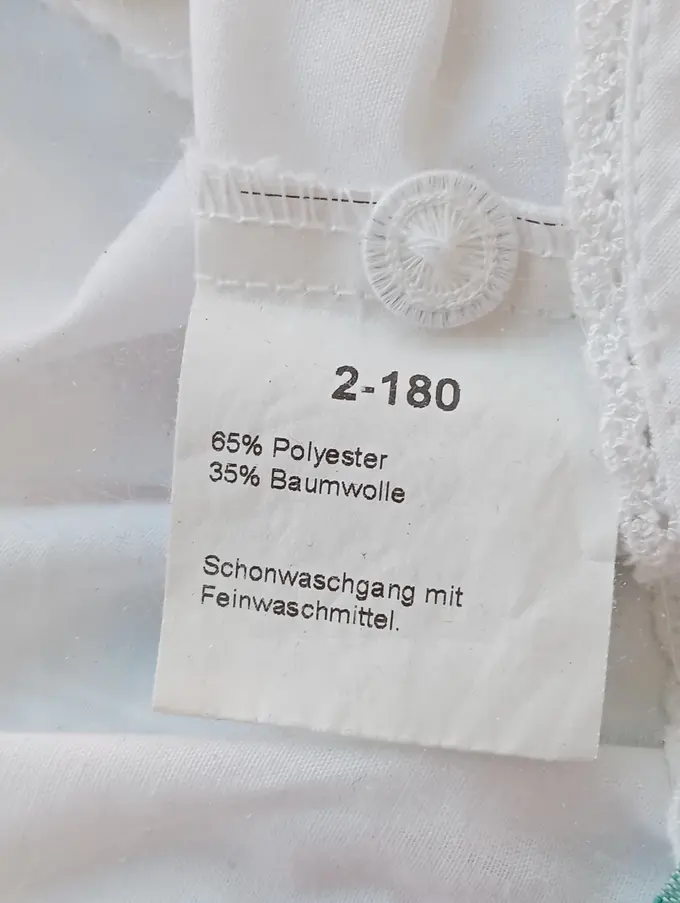 2-180
65% Polyester
35% Baumwolle
Schonwaschgang mit
Feinwaschmittel.